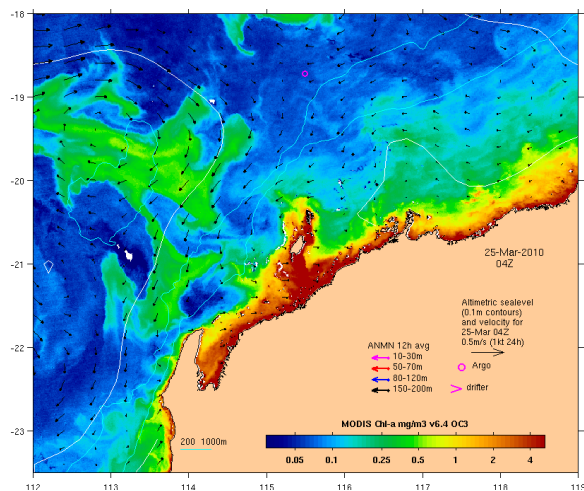 -18
-19
-20
-21
-22
-23
25-Mar-2010
04Z
Altimetric sealevel
(0.1m contours)
and velocity for
25-Mar 04Z
0.5m/s (1kt 24h)
ANMN 12h avg
10-30m
50-70m
80-120m
150-200m
Argo
drifter
MODIS Chl-a mg/m3 v6.4 OC3
200 1000m
0.05 0.1 0.25 0.5 1 2 4
112 113 114 115 116 117 118 119